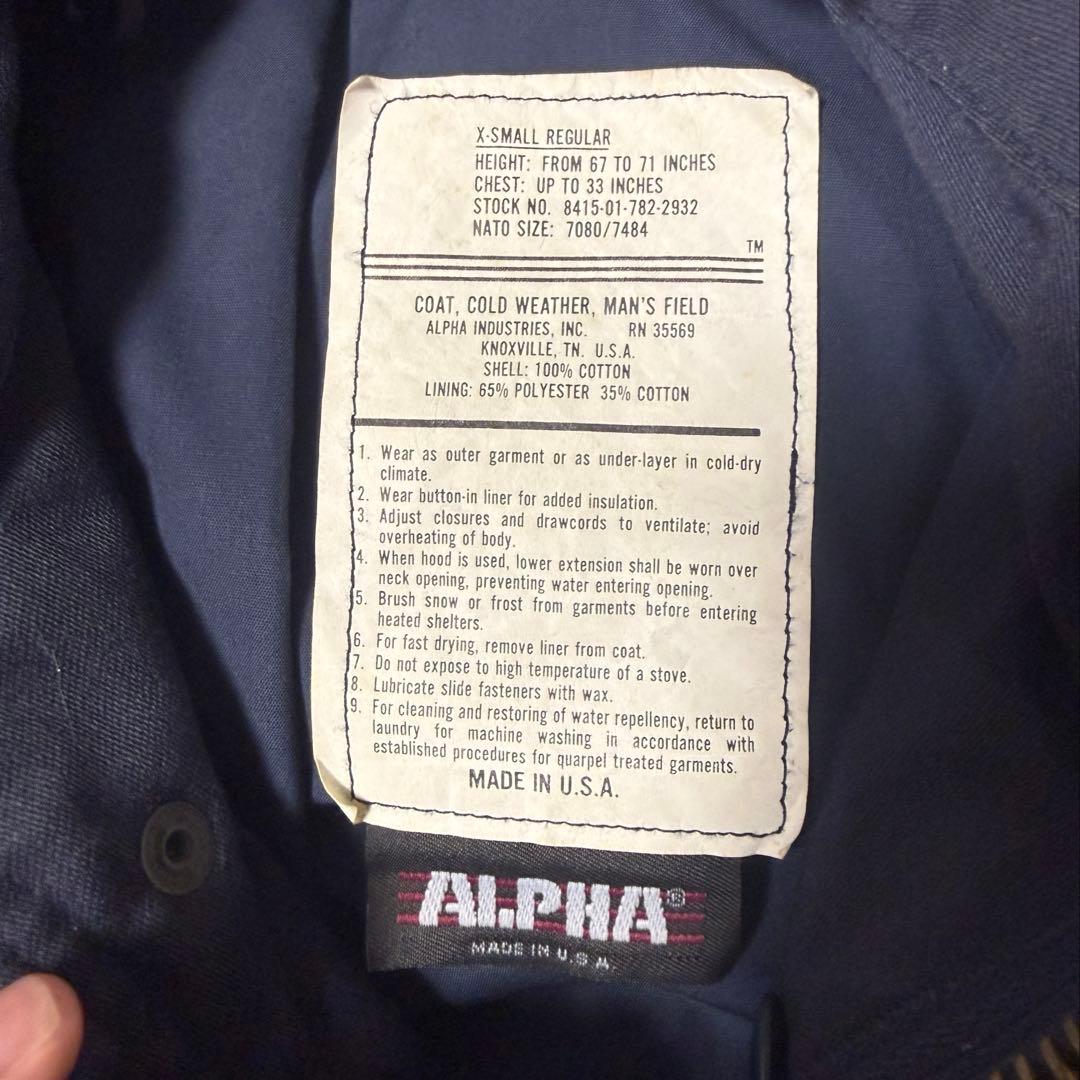 X-SMALL REGULAR
HEIGHT: FROM 67 TO 71 INCHES
CHEST: UP TO 33 INCHES
STOCK NO. 8415-01-782-2932
NATO SIZE: 7080/7484
TM
COAT, COLD WEATHER, MAN'S FIELD
ALPHA INDUSTRIES, INC. RN 35569
KNOXVILLE, TN. U.S.A.
SHELL: 100% COTTON
LINING: 65% POLYESTER 35% COTTON
1. Wear as outer garment or as under-layer in cold-dry
climate.
2. Wear button-in liner for added insulation.
3. Adjust closures and drawcords to ventilate; avoid
overheating of body.
4. When hood is used, lower extension shall be worn over
neck opening, preventing water entering opening.
5. Brush snow or frost from garments before entering
heated shelters.
6. For fast drying, remove liner from coat.
7. Do not expose to high temperature of a stove.
8. Lubricate slide fasteners with wax.
9. For cleaning and restoring of water repellency, return to
laundry for machine washing in accordance with
established procedures for quarpel treated garments.
MADE IN U.S.A.
ALPHA®
MADE IN U.S.A.